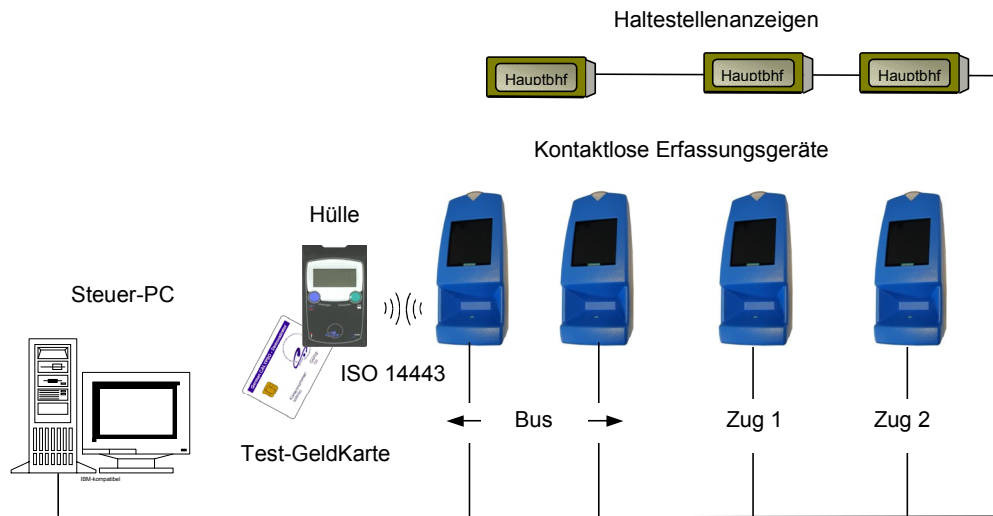 Haltestellenanzeigen
Hauptbhf
Hauptbhf
Hauptbhf
Kontaktlose Erfassungsgeräte
Hülle
Steuer-PC
ISO 14443
Bus
Zug 1
Zug 2
Test-GeldKarte
IBM-kompatibel